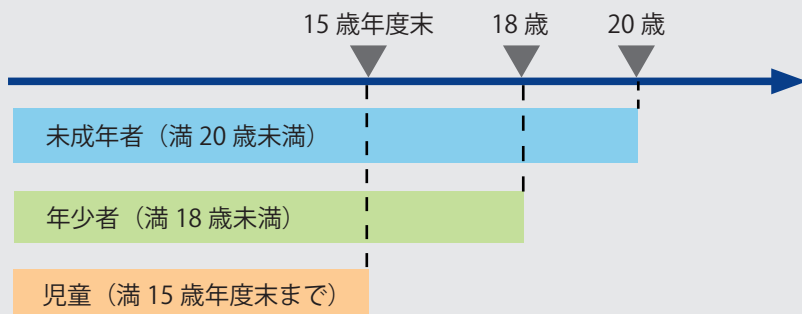 15 歳年度末 18 歳 20 歳
未成年者（満 20 歳未満）
年少者（満 18 歳未満）
児童（満 15 歳年度末まで）